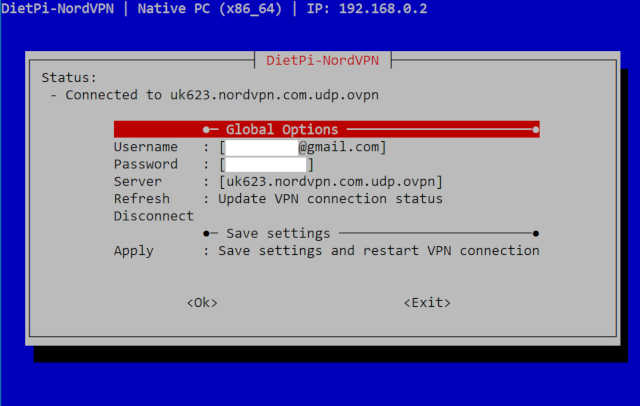 DietPi-NordVPN | Native PC (x86_64) | IP: 192.168.0.2
DietPi-NordVPN
Status:
- Connected to uk623.nordvpn.com.udp.ovpn
Global Options
Username : [ @gmail.com]
Password : [ ]
Server : [uk623.nordvpn.com.udp.ovpn]
Refresh : Update VPN connection status
Disconnect
Save settings
Apply : Save settings and restart VPN connection
<Ok> <Exit>